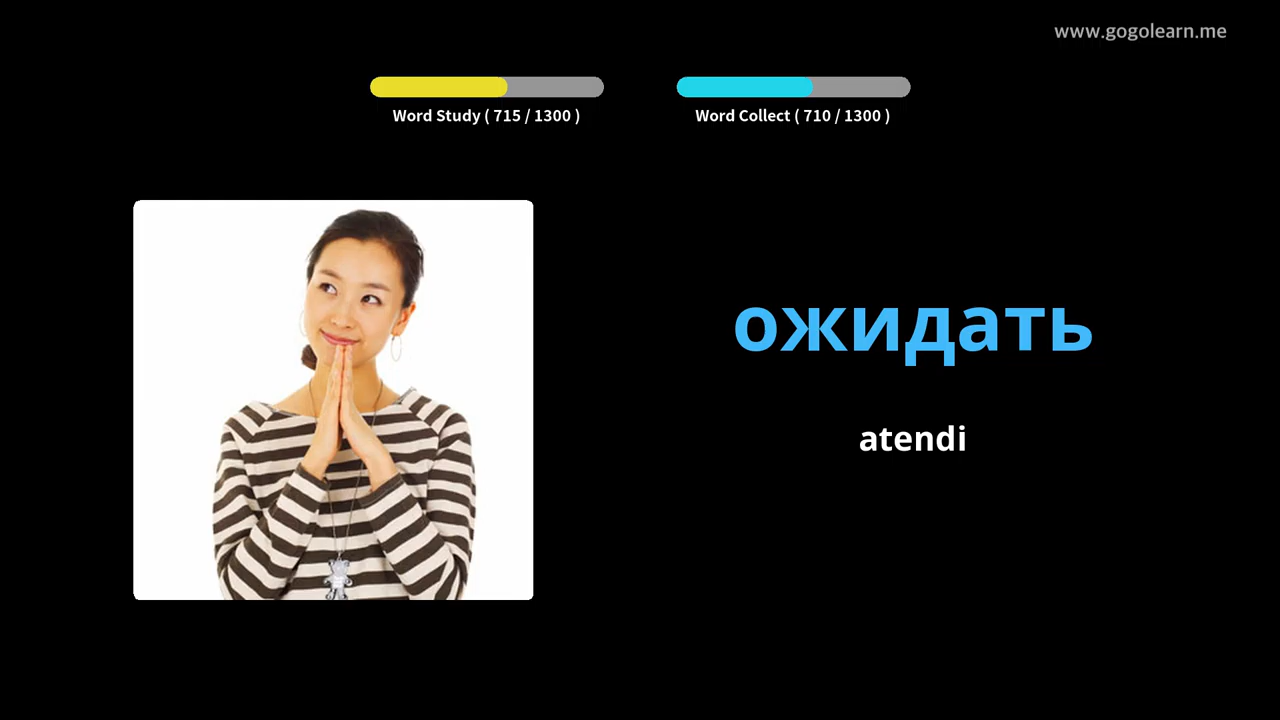 www.gogolearn.me
Word Study ( 715 / 1300 )
Word Collect ( 710 / 1300 )
ожидать
atendi